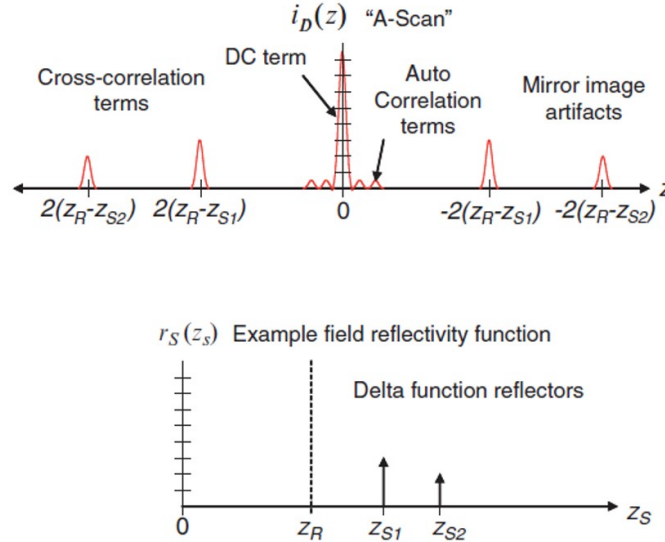 i_D(z) "A-Scan"
DC term
Cross-correlation
terms
Auto
Correlation
terms
Mirror image
artifacts
z
2(z_R-z_S2) 2(z_R-z_S1) 0 -2(z_R-z_S1) -2(z_R-z_S2)
r_S(z_s) Example field reflectivity function
Delta function reflectors
0 z_R z_S1 z_S2 z_S